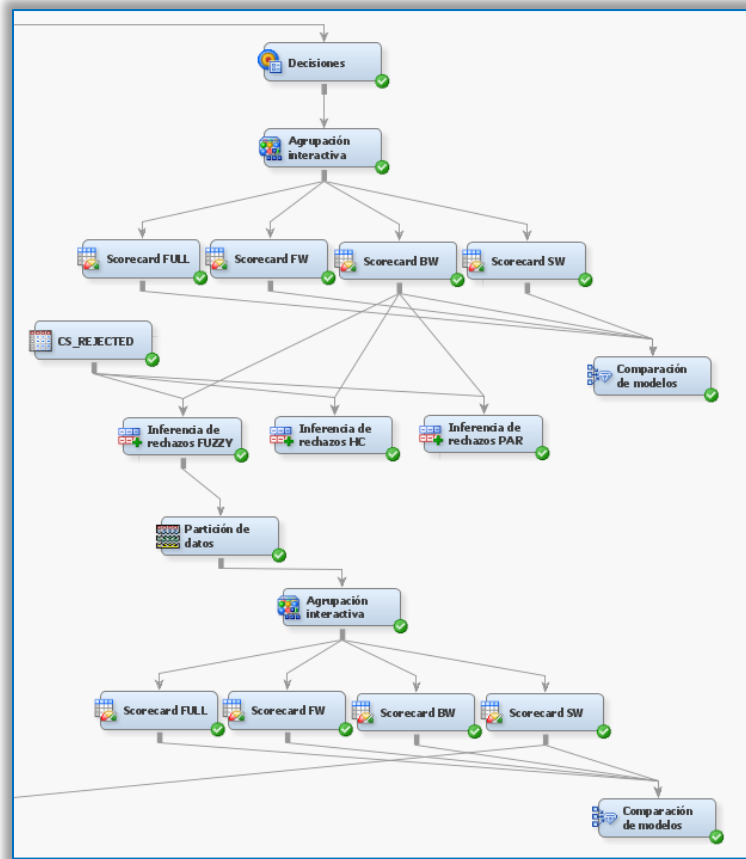 Decisiones
Agrupación
interactiva
Scorecard FULL
Scorecard FW
Scorecard BW
Scorecard SW
CS_REJECTED
Comparación
de modelos
Inferencia de
rechazos FUZZY
Inferencia de
rechazos HC
Inferencia de
rechazos PAR
Partición de
datos
Agrupación
interactiva
Scorecard FULL
Scorecard FW
Scorecard BW
Scorecard SW
Comparación
de modelos